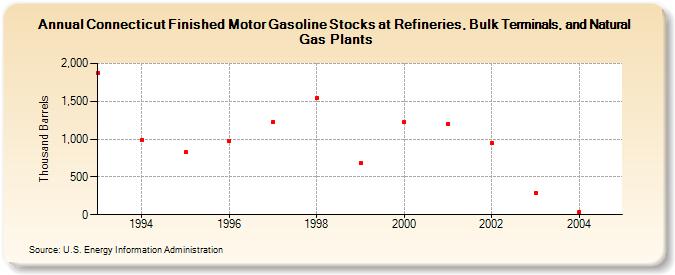 Annual Connecticut Finished Motor Gasoline Stocks at Refineries, Bulk Terminals, and Natural
Gas Plants
Thousand Barrels
2,000
1,500
1,000
500
0
1994 1996 1998 2000 2002 2004
Source: U.S. Energy Information Administration